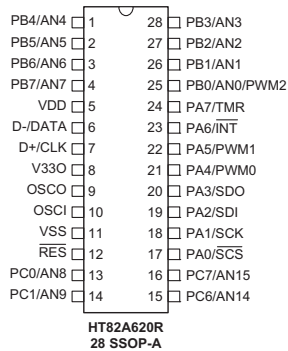 PB4/AN4 1 28 PB3/AN3
PB5/AN5 2 27 PB2/AN2
PB6/AN6 3 26 PB1/AN1
PB7/AN7 4 25 PB0/AN0/PWM2
VDD 5 24 PA7/TMR
D-/DATA 6 23 PA6/INT
D+/CLK 7 22 PA5/PWM1
V33O 8 21 PA4/PWM0
OSCO 9 20 PA3/SDO
OSCI 10 19 PA2/SDI
VSS 11 18 PA1/SCK
RES 12 17 PA0/SCS
PC0/AN8 13 16 PC7/AN15
PC1/AN9 14 15 PC6/AN14
HT82A620R
28 SSOP-A